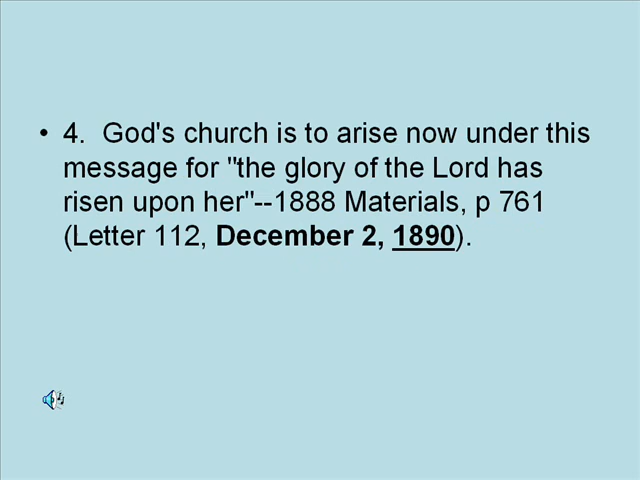 • 4. God's church is to arise now under this
message for "the glory of the Lord has
risen upon her"--1888 Materials, p 761
(Letter 112, December 2, 1890).